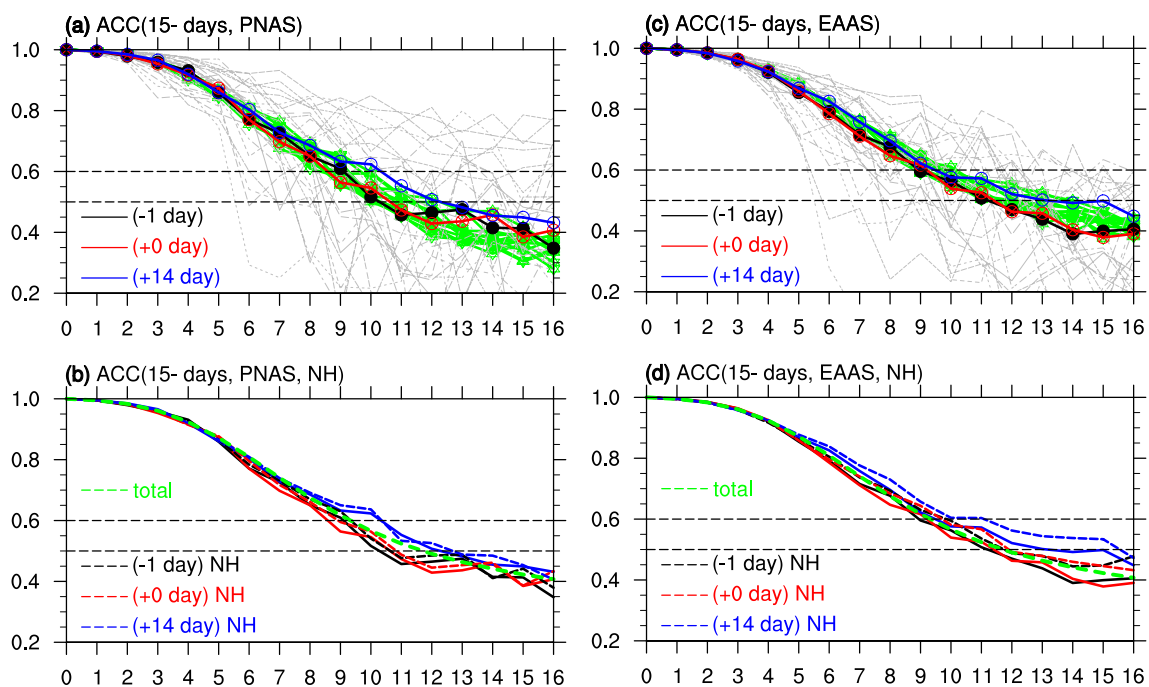 (a) ACC(15- days, PNAS)
1.0
0.8
0.6
0.4
0.2
(-1 day)
(+0 day)
(+14 day)
0 1 2 3 4 5 6 7 8 9 10 11 12 13 14 15 16
(c) ACC(15- days, EAAS)
1.0
0.8
0.6
0.4
0.2
(-1 day)
(+0 day)
(+14 day)
0 1 2 3 4 5 6 7 8 9 10 11 12 13 14 15 16
(b) ACC(15- days, PNAS, NH)
1.0
0.8
0.6
0.4
0.2
total
(-1 day) NH
(+0 day) NH
(+14 day) NH
0 1 2 3 4 5 6 7 8 9 10 11 12 13 14 15 16
(d) ACC(15- days, EAAS, NH)
1.0
0.8
0.6
0.4
0.2
total
(-1 day) NH
(+0 day) NH
(+14 day) NH
0 1 2 3 4 5 6 7 8 9 10 11 12 13 14 15 16